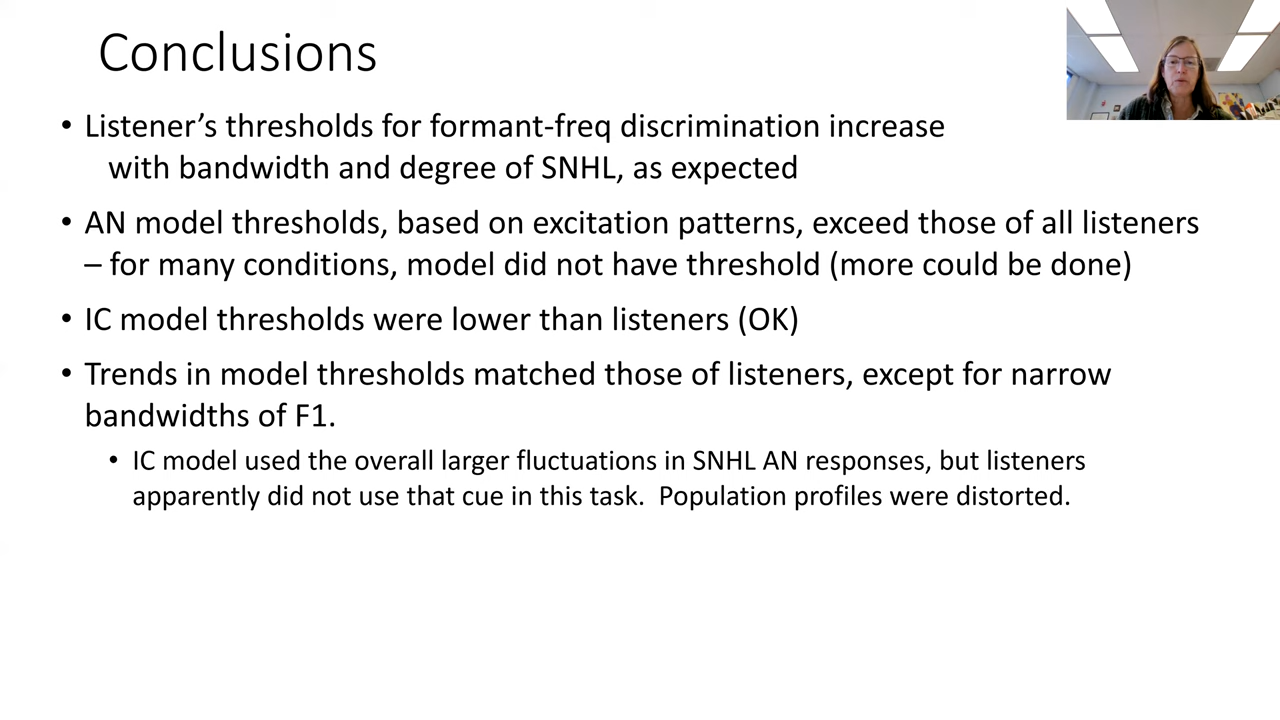 Conclusions
• Listener’s thresholds for formant-freq discrimination increase
with bandwidth and degree of SNHL, as expected
• AN model thresholds, based on excitation patterns, exceed those of all listeners
– for many conditions, model did not have threshold (more could be done)
• IC model thresholds were lower than listeners (OK)
• Trends in model thresholds matched those of listeners, except for narrow
bandwidths of F1.
• IC model used the overall larger fluctuations in SNHL AN responses, but listeners
apparently did not use that cue in this task.  Population profiles were distorted.